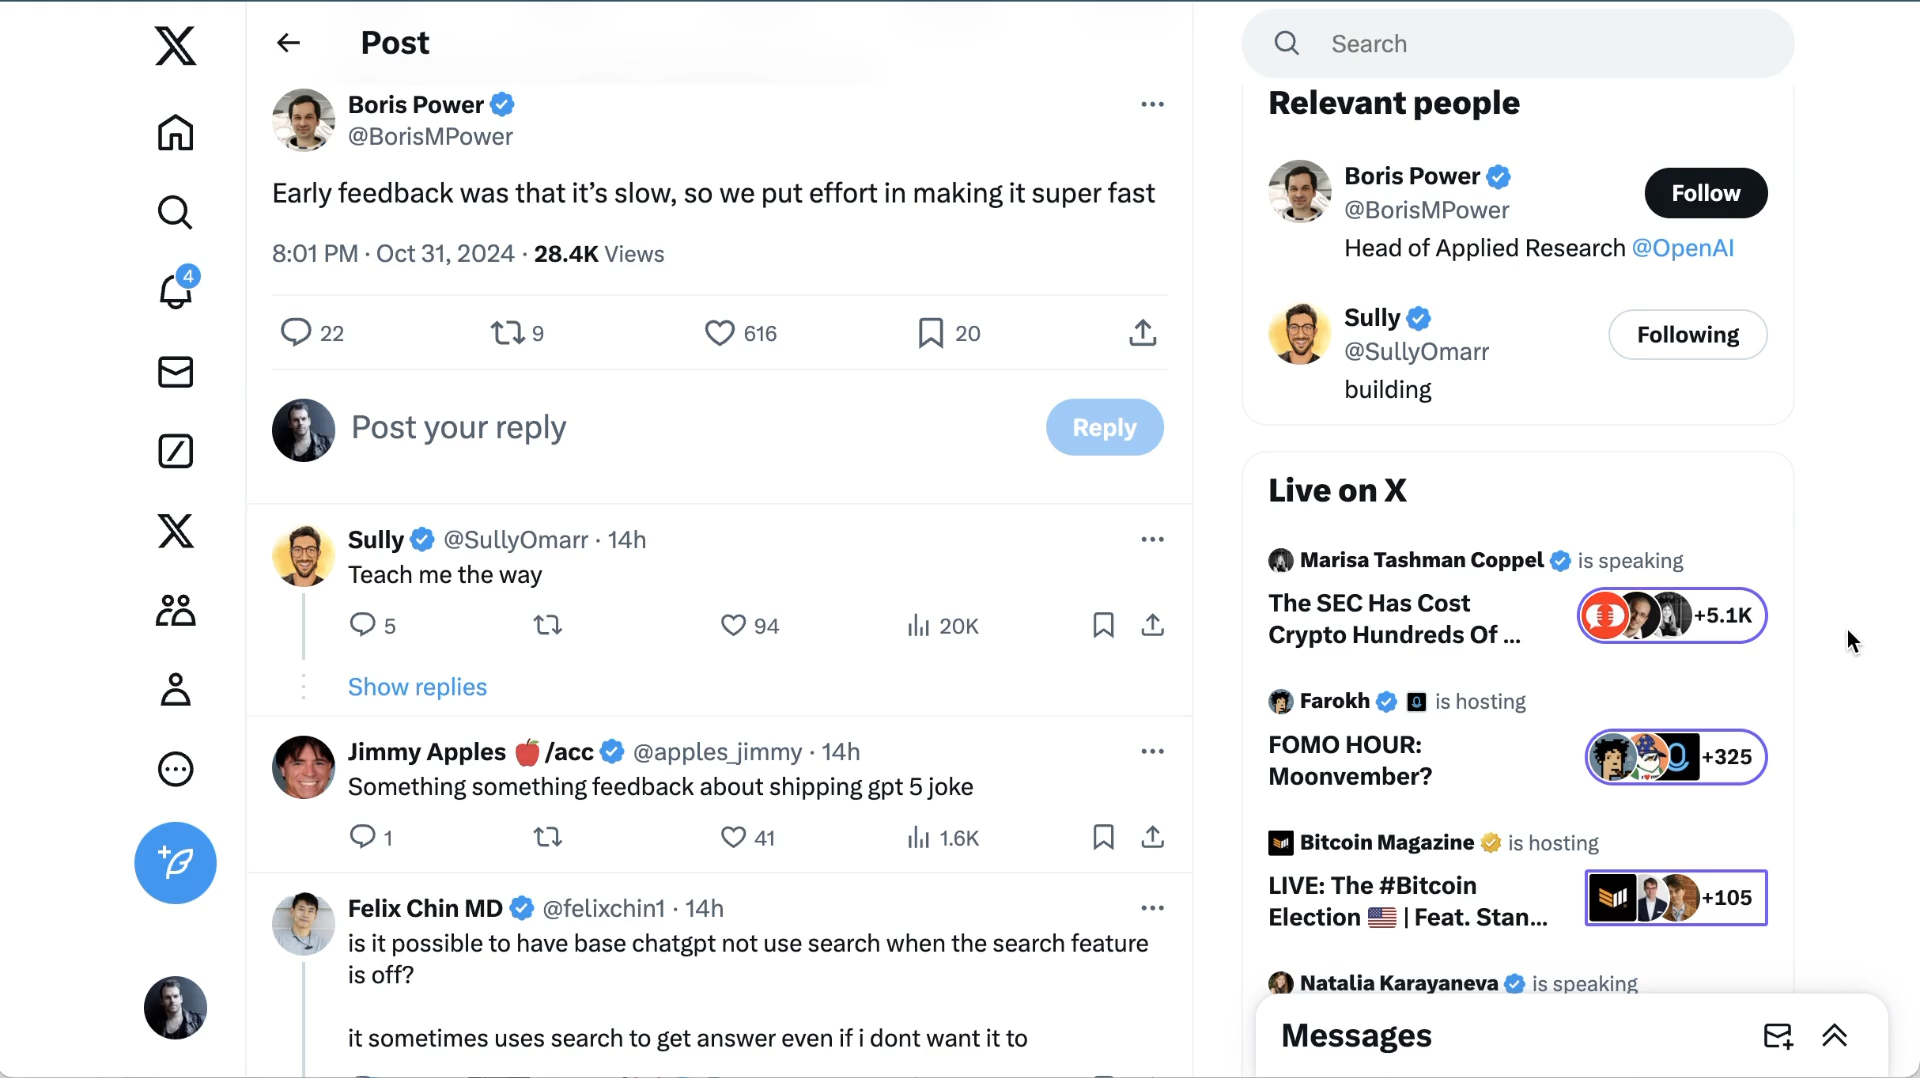 Post
Boris Power
@BorisMPower
Early feedback was that it’s slow, so we put effort in making it super fast
8:01 PM · Oct 31, 2024 · 28.4K Views
22 9 616 20
Post your reply
Reply
Sully @SullyOmarr · 14h
Teach me the way
5 94 20K
Show replies
Jimmy Apples 🍎/acc @apples_jimmy · 14h
Something something feedback about shipping gpt 5 joke
1 41 1.6K
Felix Chin MD @felixchin1 · 14h
is it possible to have base chatgpt not use search when the search feature
is off?
it sometimes uses search to get answer even if i dont want it to
4
Search
Relevant people
Boris Power
@BorisMPower
Follow
Head of Applied Research @OpenAI
Sully
@SullyOmarr
Following
building
Live on X
Marisa Tashman Coppel is speaking
The SEC Has Cost
Crypto Hundreds Of ...
+5.1K
Farokh is hosting
FOMO HOUR:
Moonvember?
+325
Bitcoin Magazine is hosting
LIVE: The #Bitcoin
Election 🇺🇸 | Feat. Stan...
+105
Natalia Karayaneva is speaking
Messages